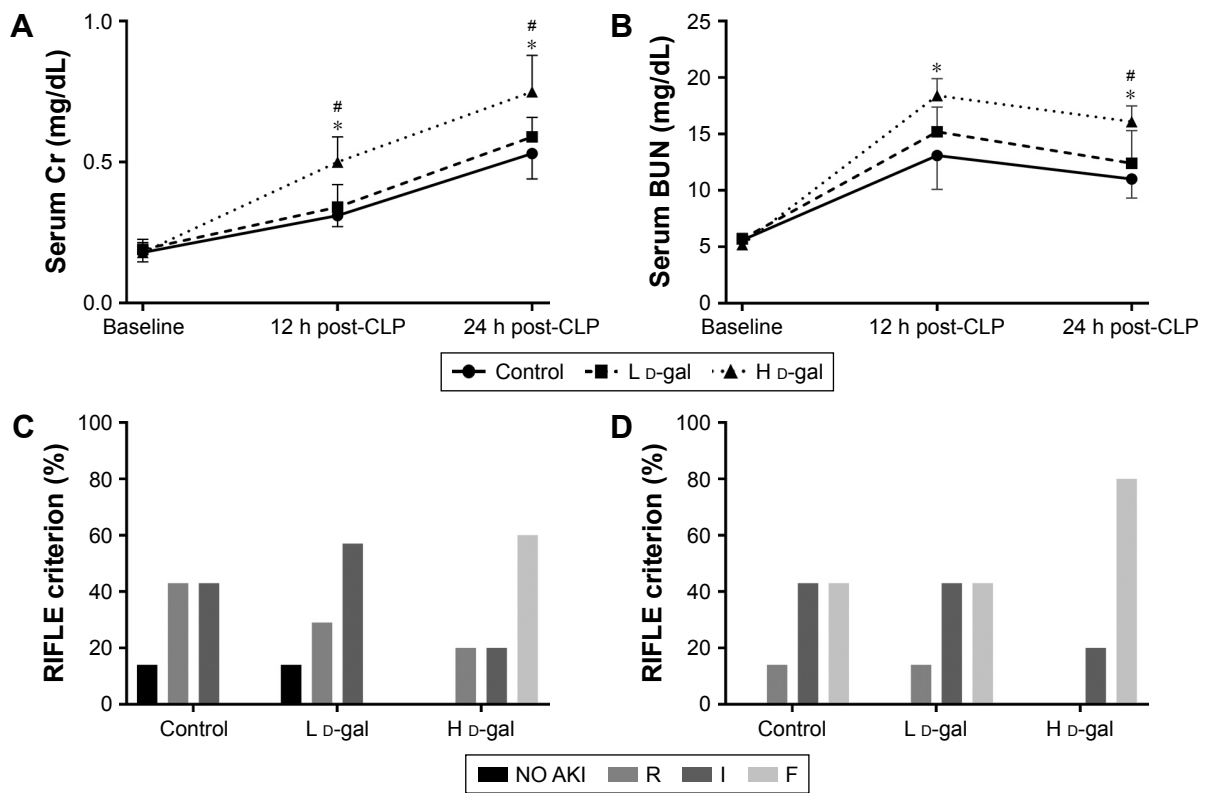 A
Serum Cr (mg/dL)
1.0
0.5
0.0
#
*
#
*
Baseline
12 h post-CLP
24 h post-CLP
B
Serum BUN (mg/dL)
25
20
15
10
5
0
*
#
*
Baseline
12 h post-CLP
24 h post-CLP
Control L D-gal H D-gal
C
RIFLE criterion (%)
100
80
60
40
20
0
Control
L D-gal
H D-gal
D
RIFLE criterion (%)
100
80
60
40
20
0
Control
L D-gal
H D-gal
NO AKI R I F